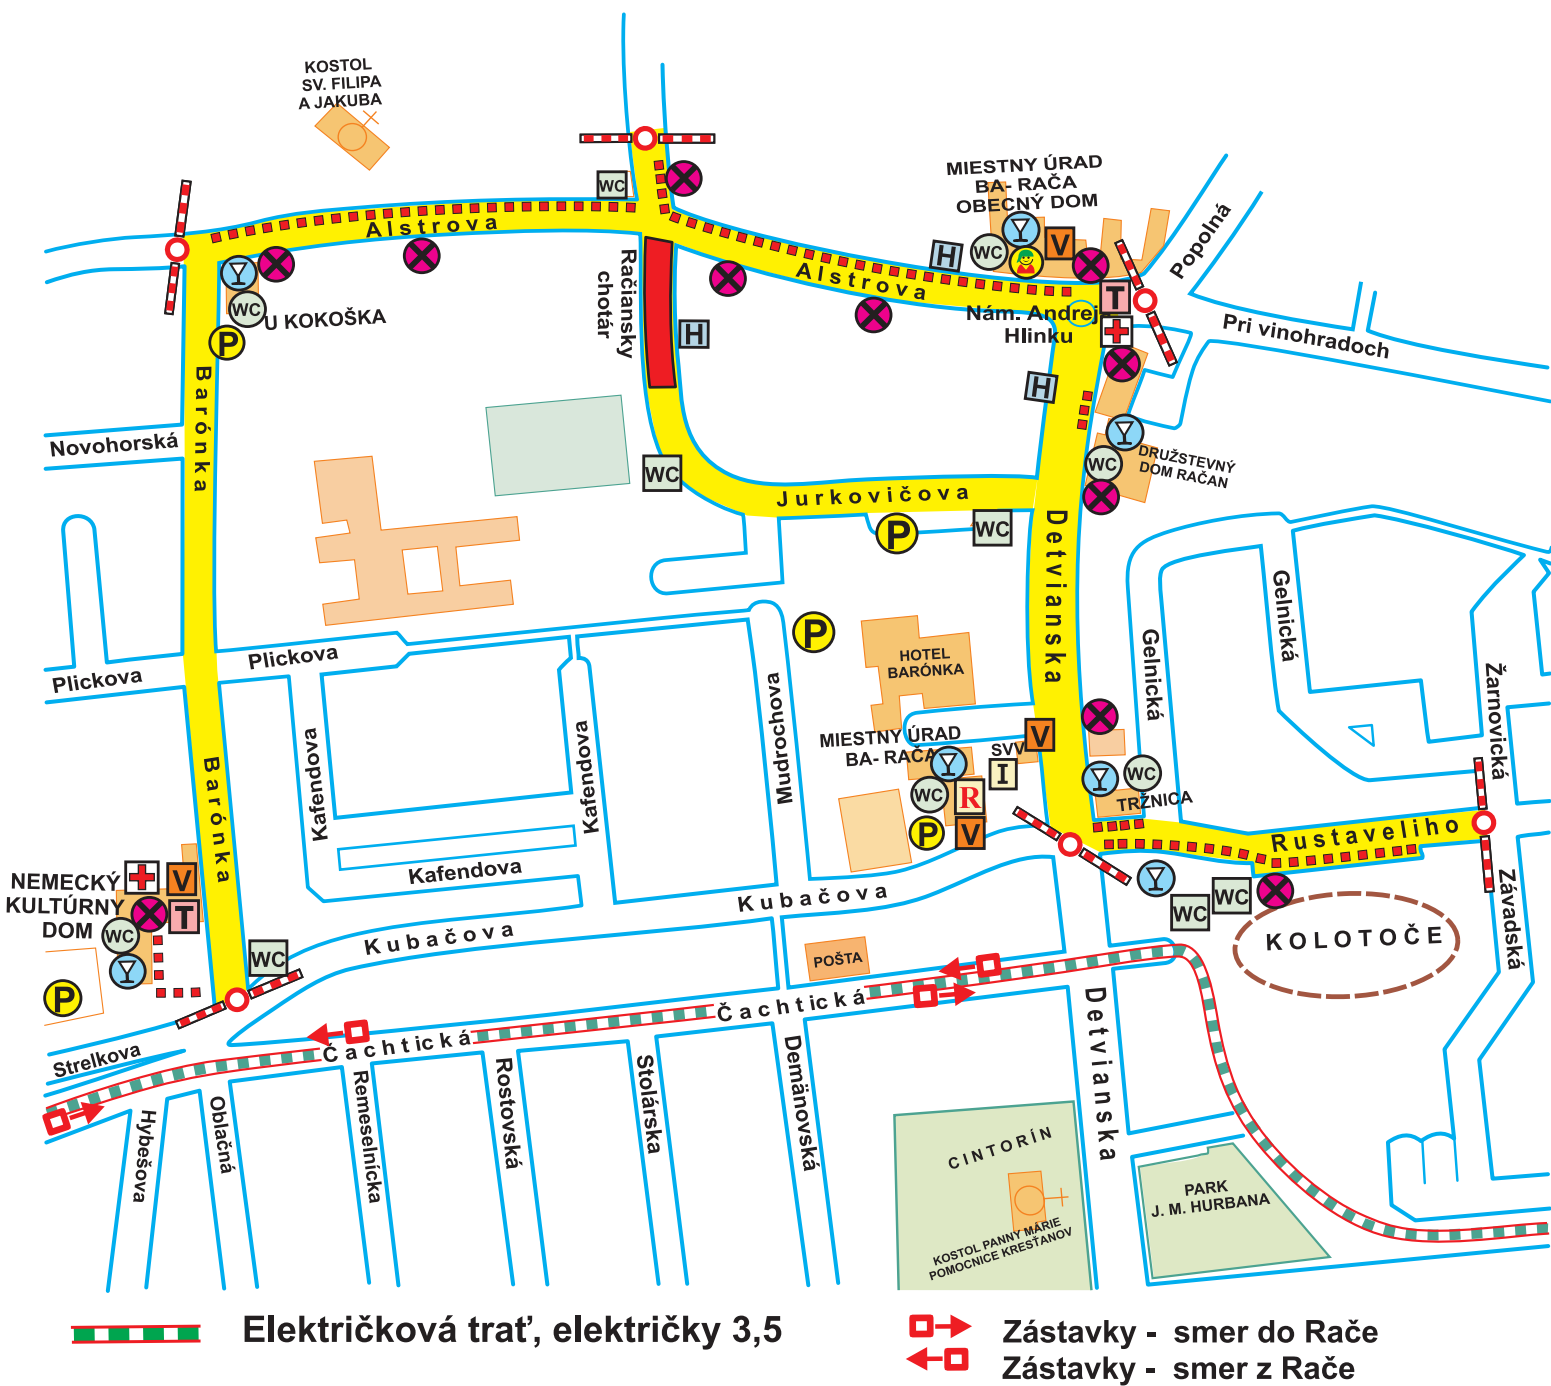 KOSTOL
SV. FILIPA
A JAKUBA
WC
MIESTNY ÚRAD
BA- RAČA
OBECNÝ DOM
Popolná
Alstrova
WC
H
V
Račiansky
chotár
Alstrova
T
WC
U KOKOŠKA
Nám. Andreja
Hlinku
Pri vinohradoch
P
H
H
Barónka
Novohorská
WC
WC
DRUŽSTEVNÝ
DOM RAČAN
Jurkovičova
P
WC
Detvianska
Gelnická
Gelnická
P
Plickova
Plickova
HOTEL
BARÓNKA
Žarnovická
Mudrochova
Kafendova
Kafendova
MIESTNY ÚRAD
BA- RAČA
SVV
V
I
WC
R
WC
TRŽNICA
P
V
Barónka
Rustaveliho
Kafendova
NEMECKÝ
KULTÚRNY
DOM
V
T
WC
P
WC
Kubačova
Kubačova
WC
WC
KOLOTOČE
Závadská
POŠTA
Strelkova
Čachtická
Čachtická
Detvianska
Hybešova
Oblačná
Remeselnícka
Rostovská
Stolárska
Demänovská
CINTORÍN
KOSTOL PANNY MÁRIE
POMOCNICE KRESŤANOV
PARK
J. M. HURBANA
Električková trať, električky 3,5
Zástavky - smer do Rače
Zástavky - smer z Rače